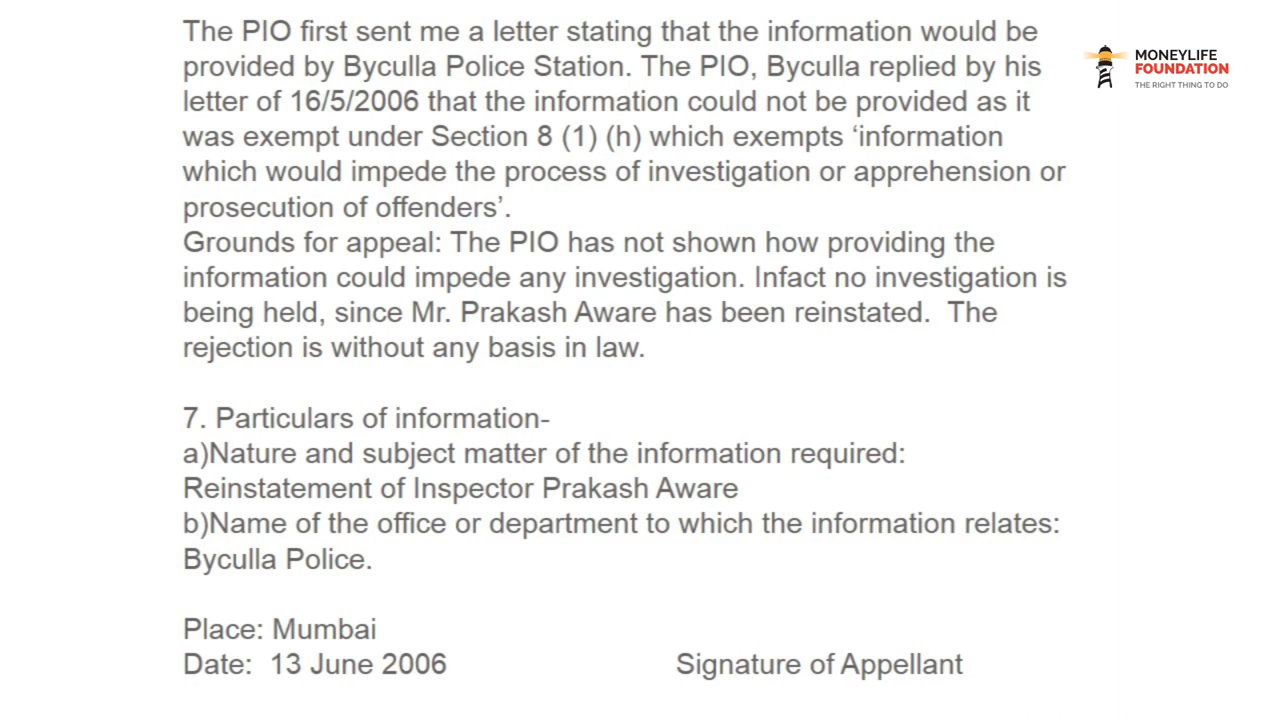 The PIO first sent me a letter stating that the information would be
provided by Byculla Police Station. The PIO, Byculla replied by his
letter of 16/5/2006 that the information could not be provided as it
was exempt under Section 8 (1) (h) which exempts ‘information
which would impede the process of investigation or apprehension or
prosecution of offenders’.
Grounds for appeal: The PIO has not shown how providing the
information could impede any investigation. Infact no investigation is
being held, since Mr. Prakash Aware has been reinstated.  The
rejection is without any basis in law.
7. Particulars of information-
a)Nature and subject matter of the information required:
Reinstatement of Inspector Prakash Aware
b)Name of the office or department to which the information relates:
Byculla Police.
Place: Mumbai
Date:  13 June 2006 Signature of Appellant
MONEYLIFE
FOUNDATION
THE RIGHT THING TO DO